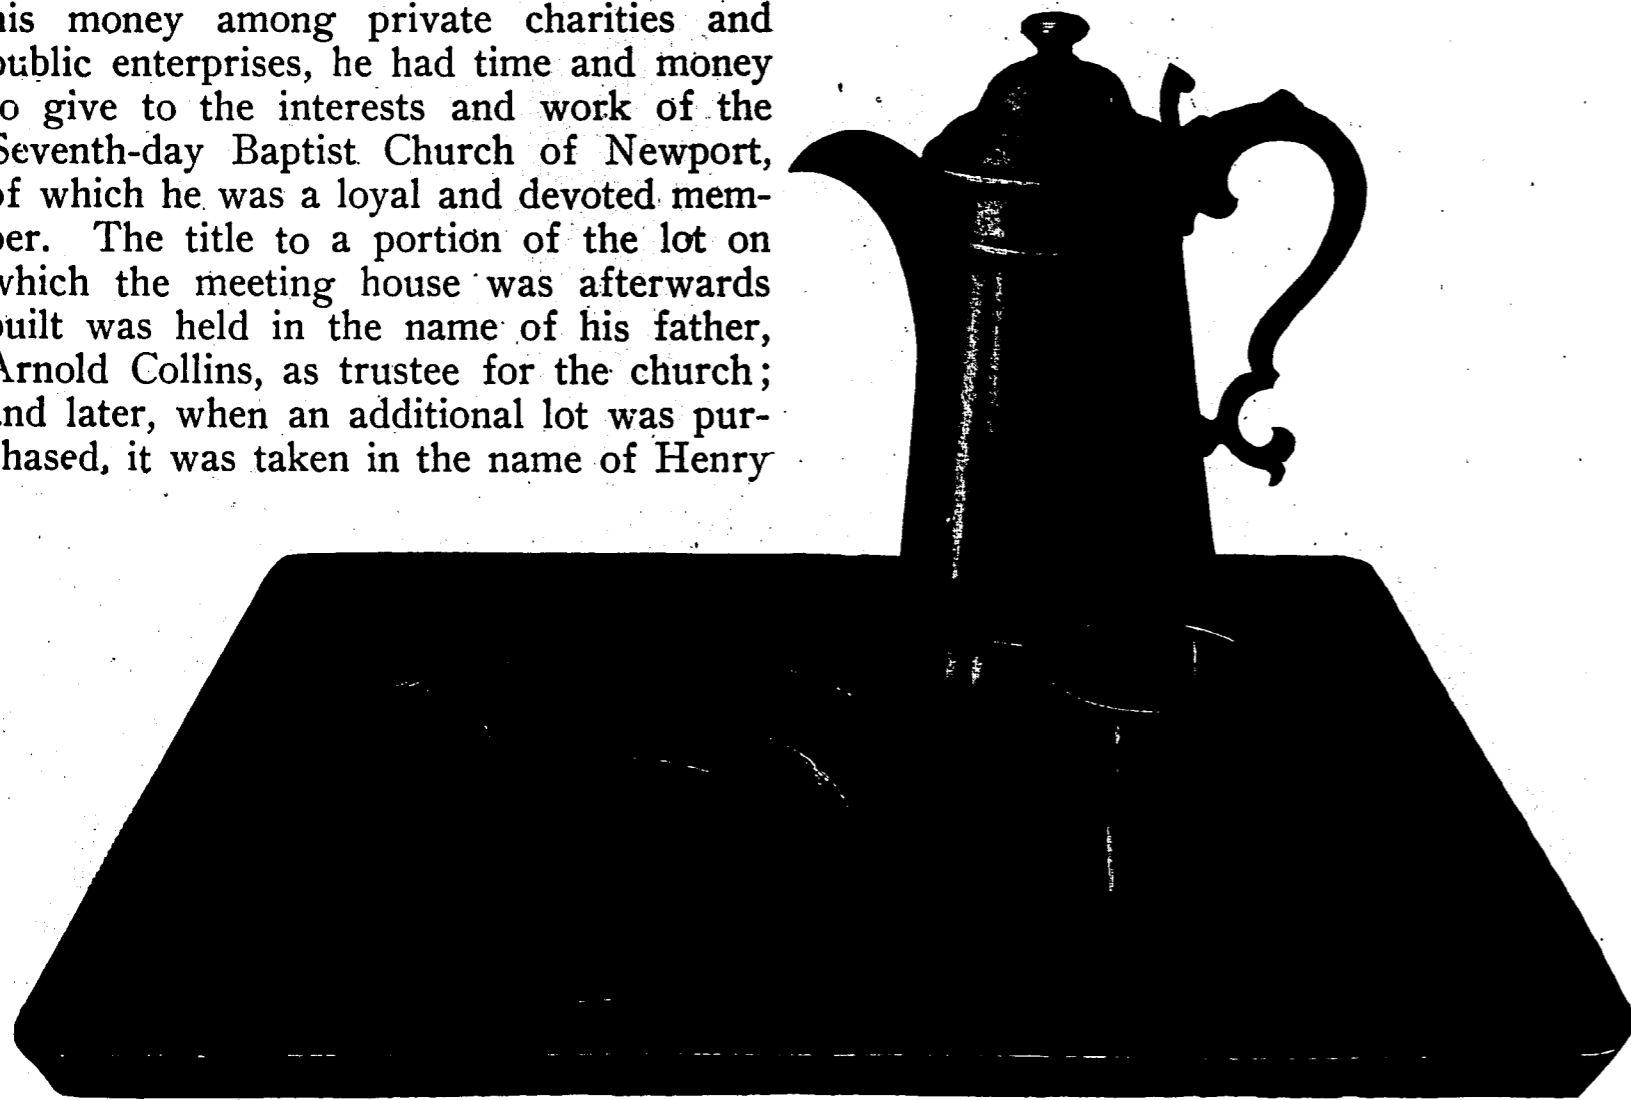 his money among private charities and
public enterprises, he had time and money
to give to the interests and work of the
Seventh-day Baptist Church of Newport,
of which he was a loyal and devoted mem-
ber. The title to a portion of the lot on
which the meeting house was afterwards
built was held in the name of his father,
Arnold Collins, as trustee for the church;
and later, when an additional lot was pur-
chased, it was taken in the name of Henry